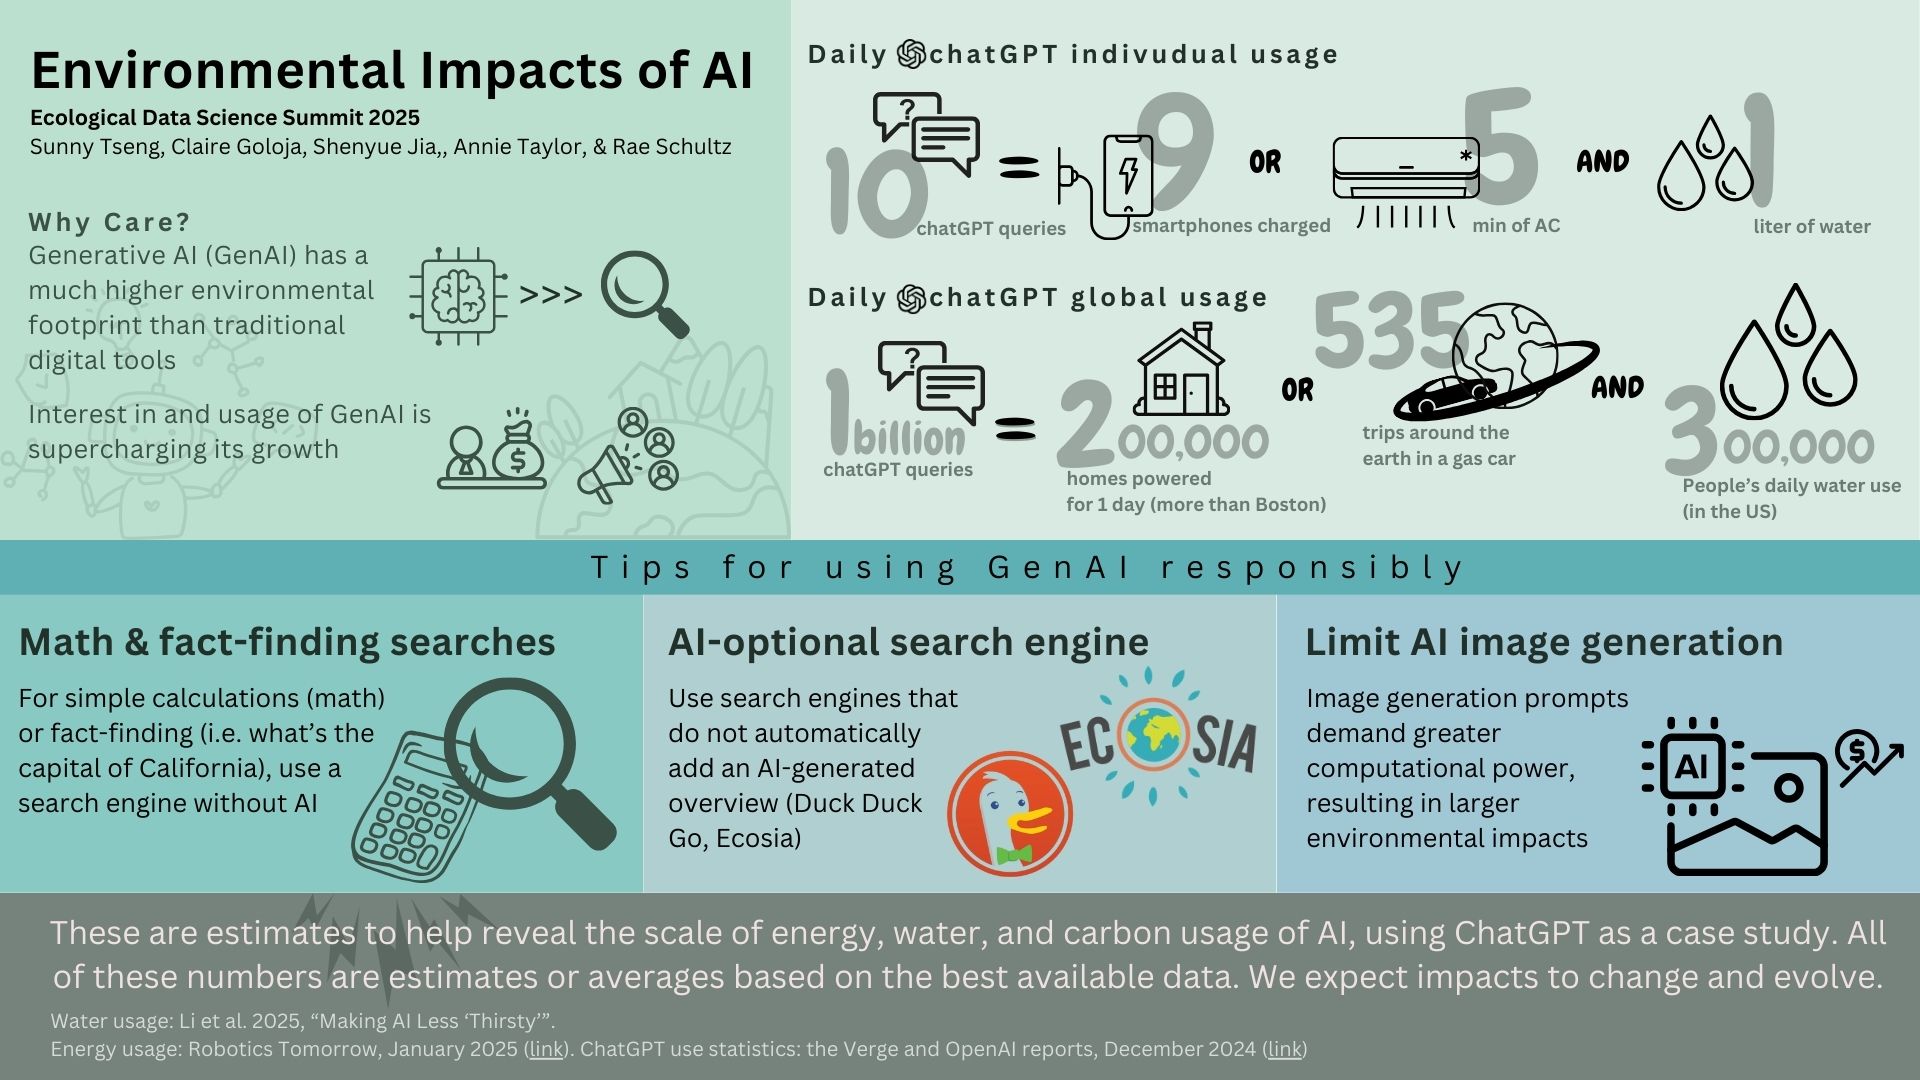 Environmental Impacts of AI
Ecological Data Science Summit 2025
Sunny Tseng, Claire Goloja, Shenyue Jia,, Annie Taylor, & Rae Schultz
Why Care?
Generative AI (GenAI) has a
much higher environmental
footprint than traditional
digital tools
>>>
Interest in and usage of GenAI is
supercharging its growth
$
Daily chatGPT indivudual usage
?
10
chatGPT queries
=
9
smartphones charged
OR
5
min of AC
AND
1
liter of water
Daily chatGPT global usage
?
1 billion
chatGPT queries
=
200,000
homes powered
for 1 day (more than Boston)
OR
535
trips around the
earth in a gas car
AND
300,000
People's daily water use
(in the US)
Tips for using GenAI responsibly
Math & fact-finding searches
For simple calculations (math)
or fact-finding (i.e. what's the
capital of California), use a
search engine without AI
AI-optional search engine
Use search engines that
do not automatically
add an AI-generated
overview (Duck Duck
Go, Ecosia)
ECOSIA
Limit AI image generation
Image generation prompts
demand greater
computational power,
resulting in larger
environmental impacts
AI
$
These are estimates to help reveal the scale of energy, water, and carbon usage of AI, using ChatGPT as a case study. All
of these numbers are estimates or averages based on the best available data. We expect impacts to change and evolve.
Water usage: Li et al. 2025, “Making AI Less ‘Thirsty’”.
Energy usage: Robotics Tomorrow, January 2025 (link). ChatGPT use statistics: the Verge and OpenAI reports, December 2024 (link)